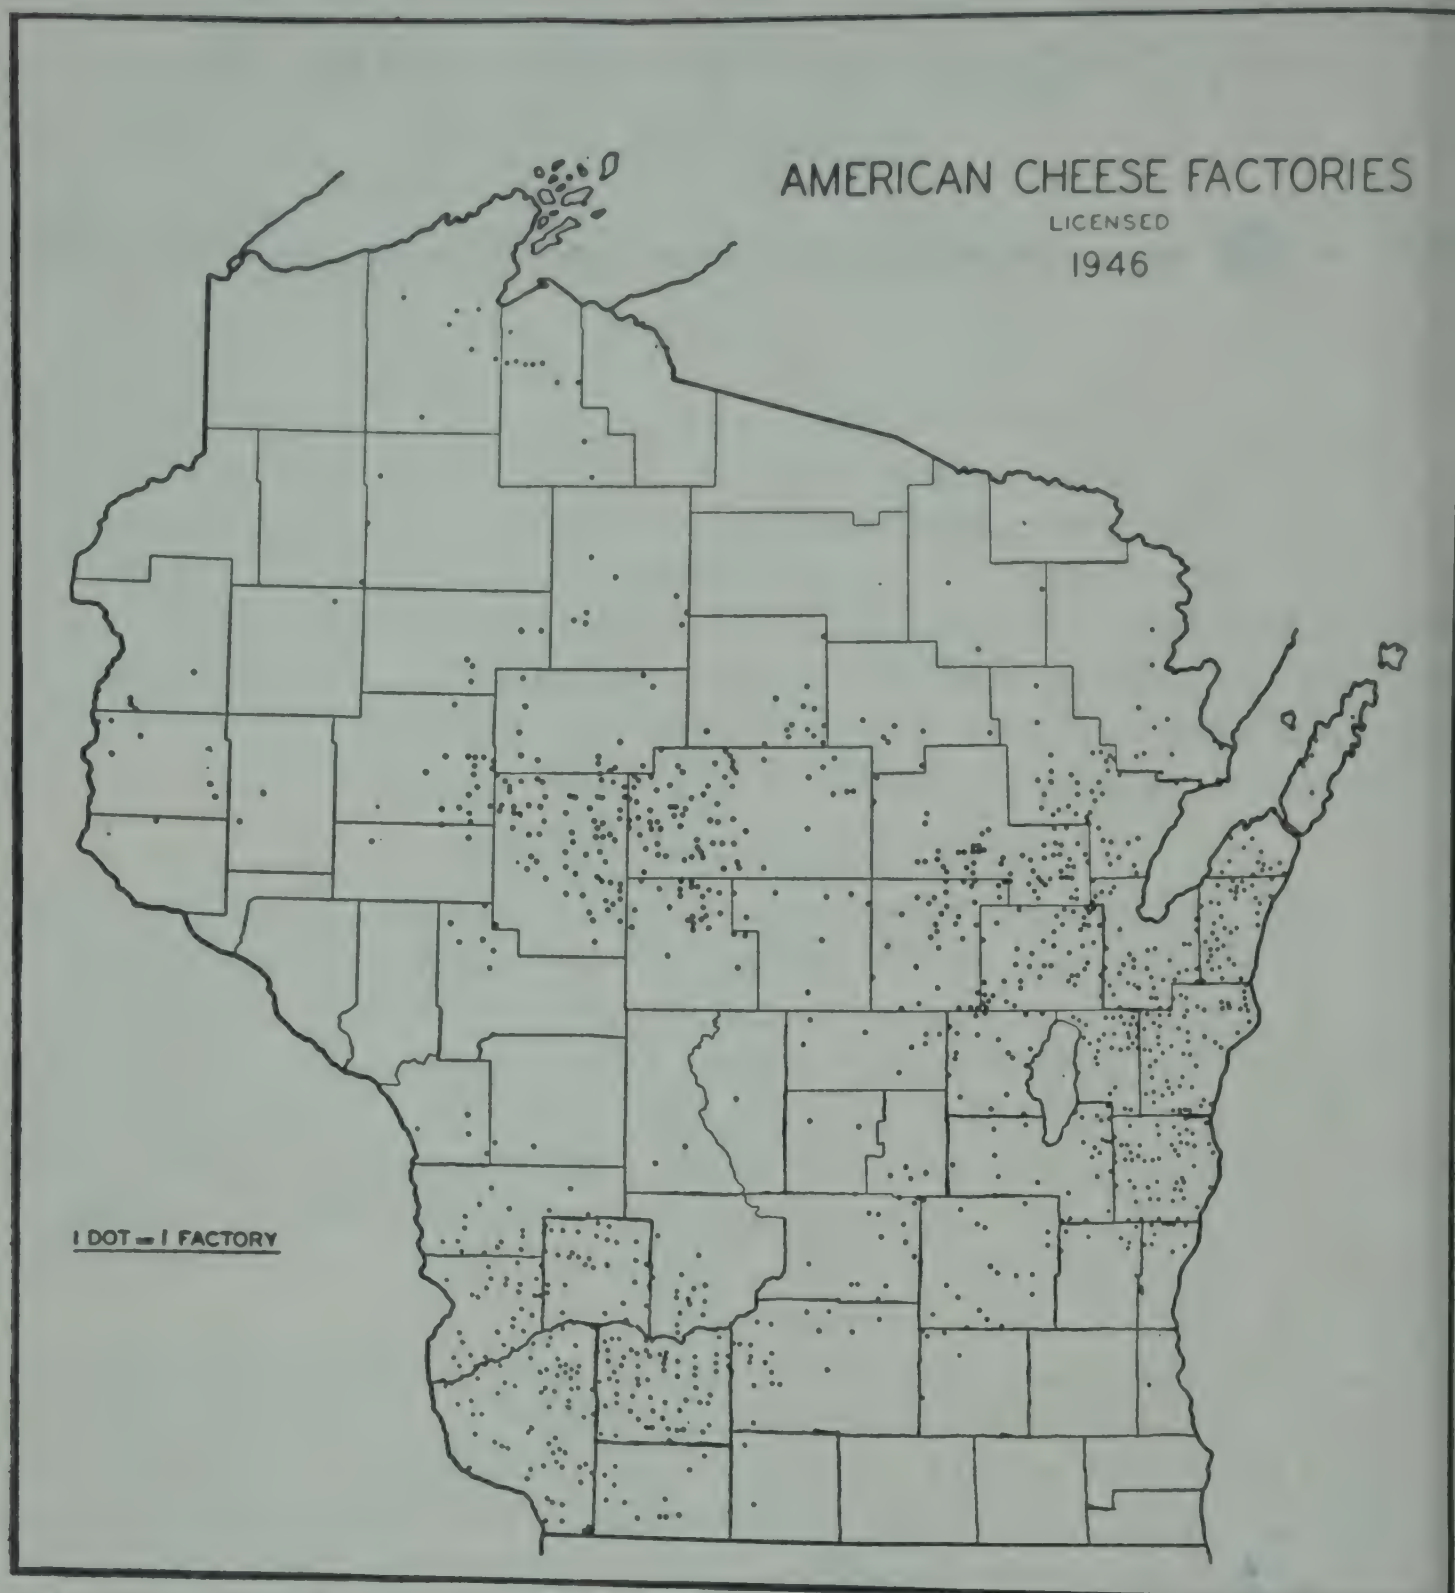 AMERICAN CHEESE FACTORIES
LICENSED
1946
1 DOT = 1 FACTORY